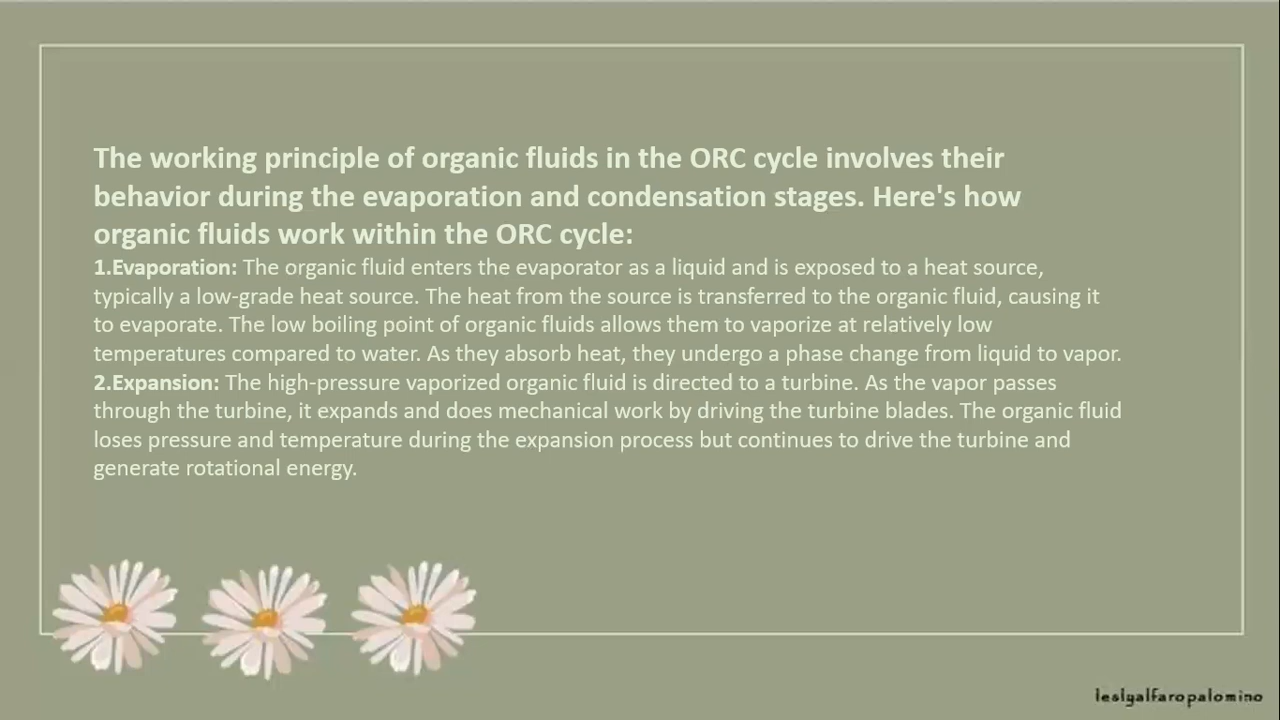 The working principle of organic fluids in the ORC cycle involves their
behavior during the evaporation and condensation stages. Here's how
organic fluids work within the ORC cycle:
1.Evaporation: The organic fluid enters the evaporator as a liquid and is exposed to a heat source,
typically a low-grade heat source. The heat from the source is transferred to the organic fluid, causing it
to evaporate. The low boiling point of organic fluids allows them to vaporize at relatively low
temperatures compared to water. As they absorb heat, they undergo a phase change from liquid to vapor.
2.Expansion: The high-pressure vaporized organic fluid is directed to a turbine. As the vapor passes
through the turbine, it expands and does mechanical work by driving the turbine blades. The organic fluid
loses pressure and temperature during the expansion process but continues to drive the turbine and
generate rotational energy.
leslyalfaropalomino